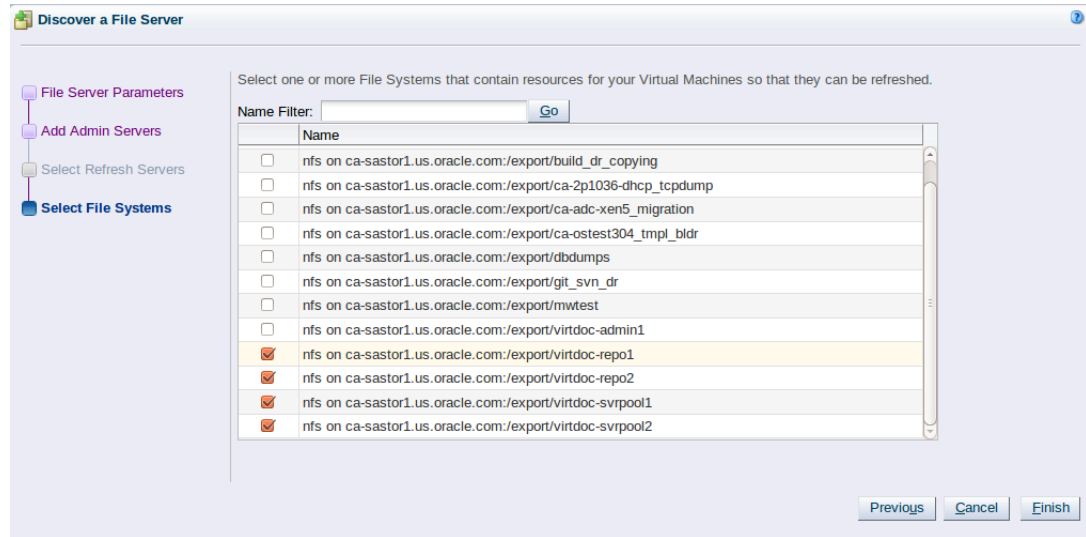 Discover a File Server
File Server Parameters
Add Admin Servers
Select Refresh Servers
Select File Systems
Select one or more File Systems that contain resources for your Virtual Machines so that they can be refreshed.
Name Filter: Go
Name
nfs on ca-sastor1.us.oracle.com:/export/build_dr_copying
nfs on ca-sastor1.us.oracle.com:/export/ca-2p1036-dhcp_tcpdump
nfs on ca-sastor1.us.oracle.com:/export/ca-adc-xen5_migration
nfs on ca-sastor1.us.oracle.com:/export/ca-ostest304_tmpl_bldr
nfs on ca-sastor1.us.oracle.com:/export/dbdumps
nfs on ca-sastor1.us.oracle.com:/export/git_svn_dr
nfs on ca-sastor1.us.oracle.com:/export/mwtest
nfs on ca-sastor1.us.oracle.com:/export/virtdoc-admin1
nfs on ca-sastor1.us.oracle.com:/export/virtdoc-repo1
nfs on ca-sastor1.us.oracle.com:/export/virtdoc-repo2
nfs on ca-sastor1.us.oracle.com:/export/virtdoc-svrpool1
nfs on ca-sastor1.us.oracle.com:/export/virtdoc-svrpool2
Previous Cancel Finish